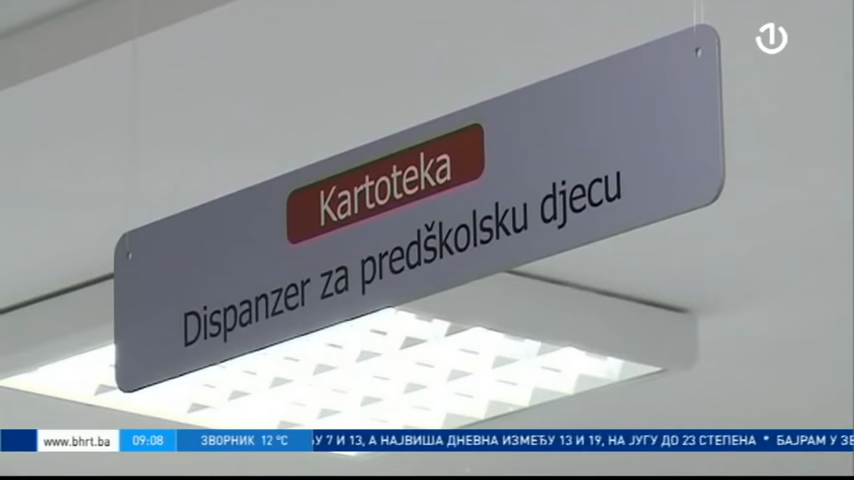 Kartoteka
Dispanzer za predškolsku djecu
www.bhrt.ba 09:08 ЗВОРНИК 12 °C 7 И 13, А НАЈВИША ДНЕВНА ИЗМЕЂУ 13 И 19, НА ЈУГУ ДО 23 СТЕПЕНА * БАЈРАМ У